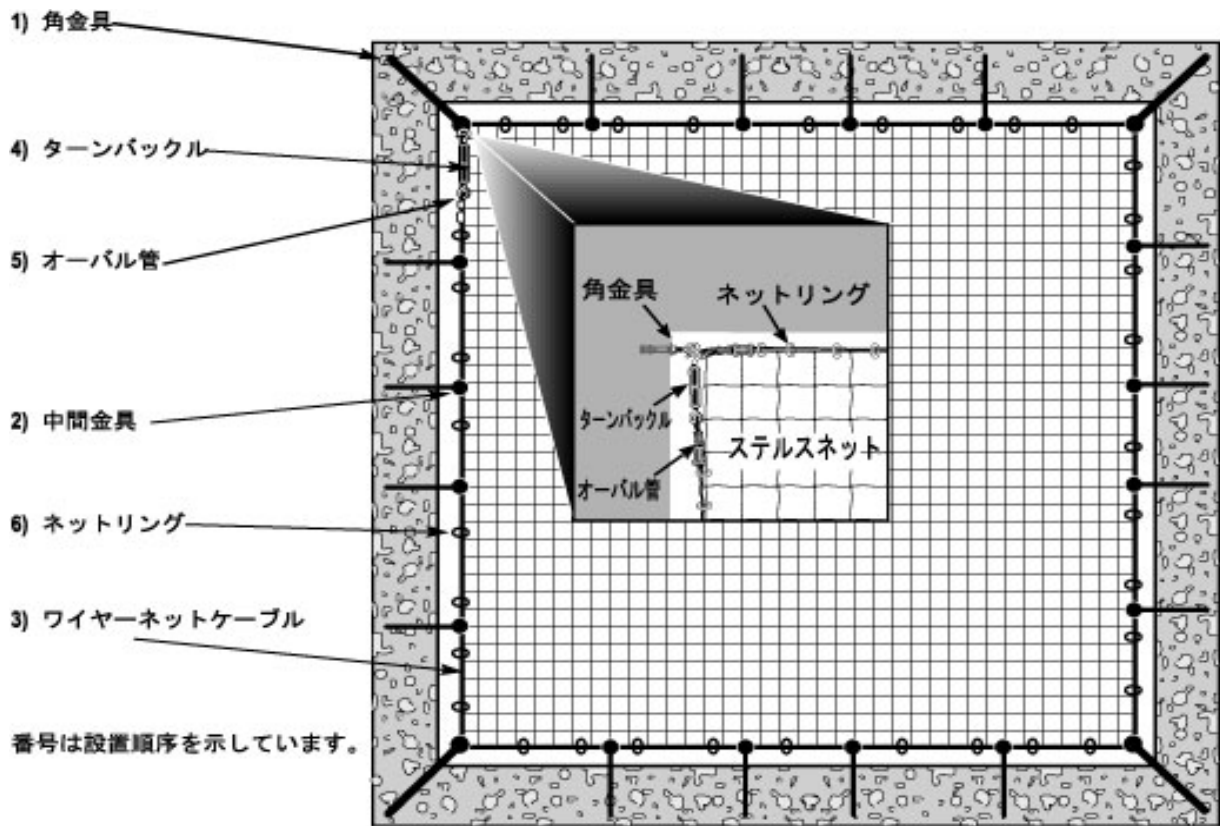 1) 角金具
4) ターンバックル
5) オーバル管
2) 中間金具
6) ネットリング
3) ワイヤーネットケーブル
番号は設置順序を示しています。
角金具
ネットリング
ターンバックル
ステルスネット
オーバル管